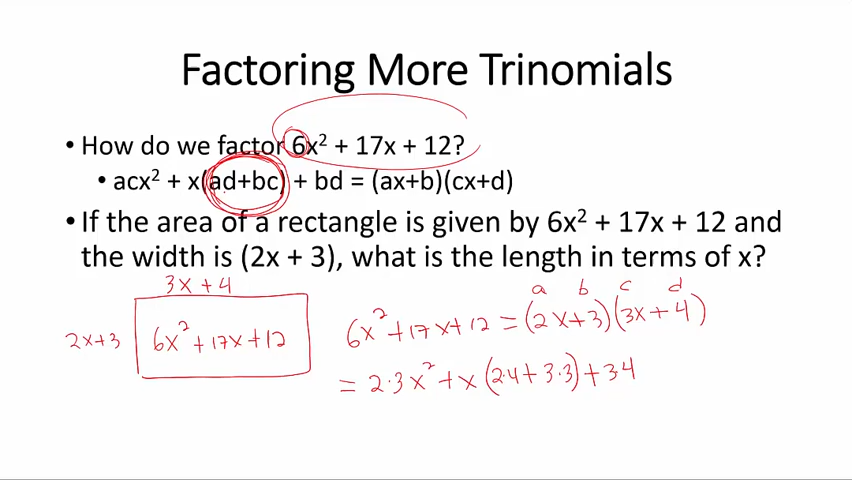 Factoring More Trinomials
• How do we factor 6x² + 17x + 12?
• acx² + x(ad+bc) + bd = (ax+b)(cx+d)
• If the area of a rectangle is given by 6x² + 17x + 12 and
the width is (2x + 3), what is the length in terms of x?
3x + 4
2x+3
6x² + 17x + 12
a b c d
6x² + 17x + 12 = (2x+3)(3x+4)
= 2·3x² + x(2·4 + 3·3) + 3·4